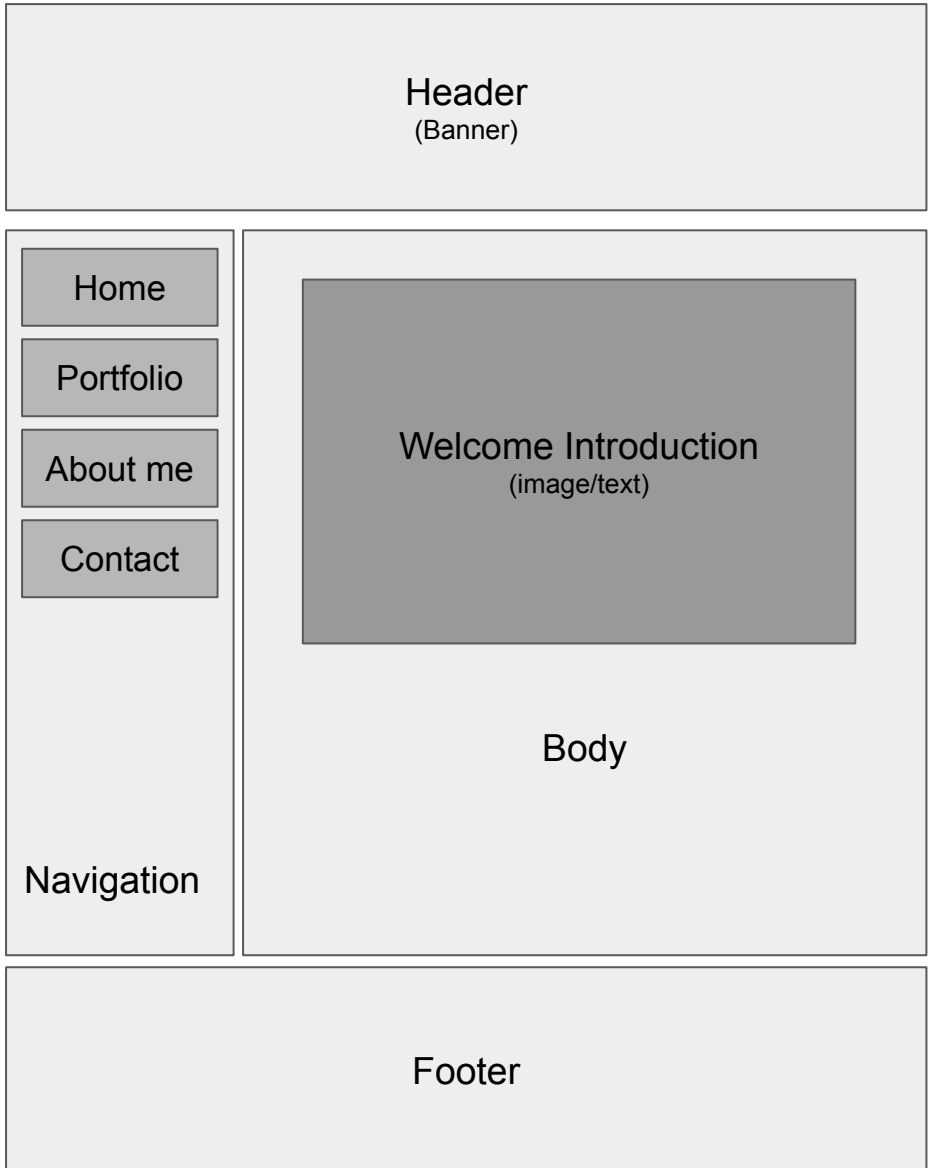 Header
(Banner)
Home
Portfolio
About me
Contact
Navigation
Welcome Introduction
(image/text)
Body
Footer